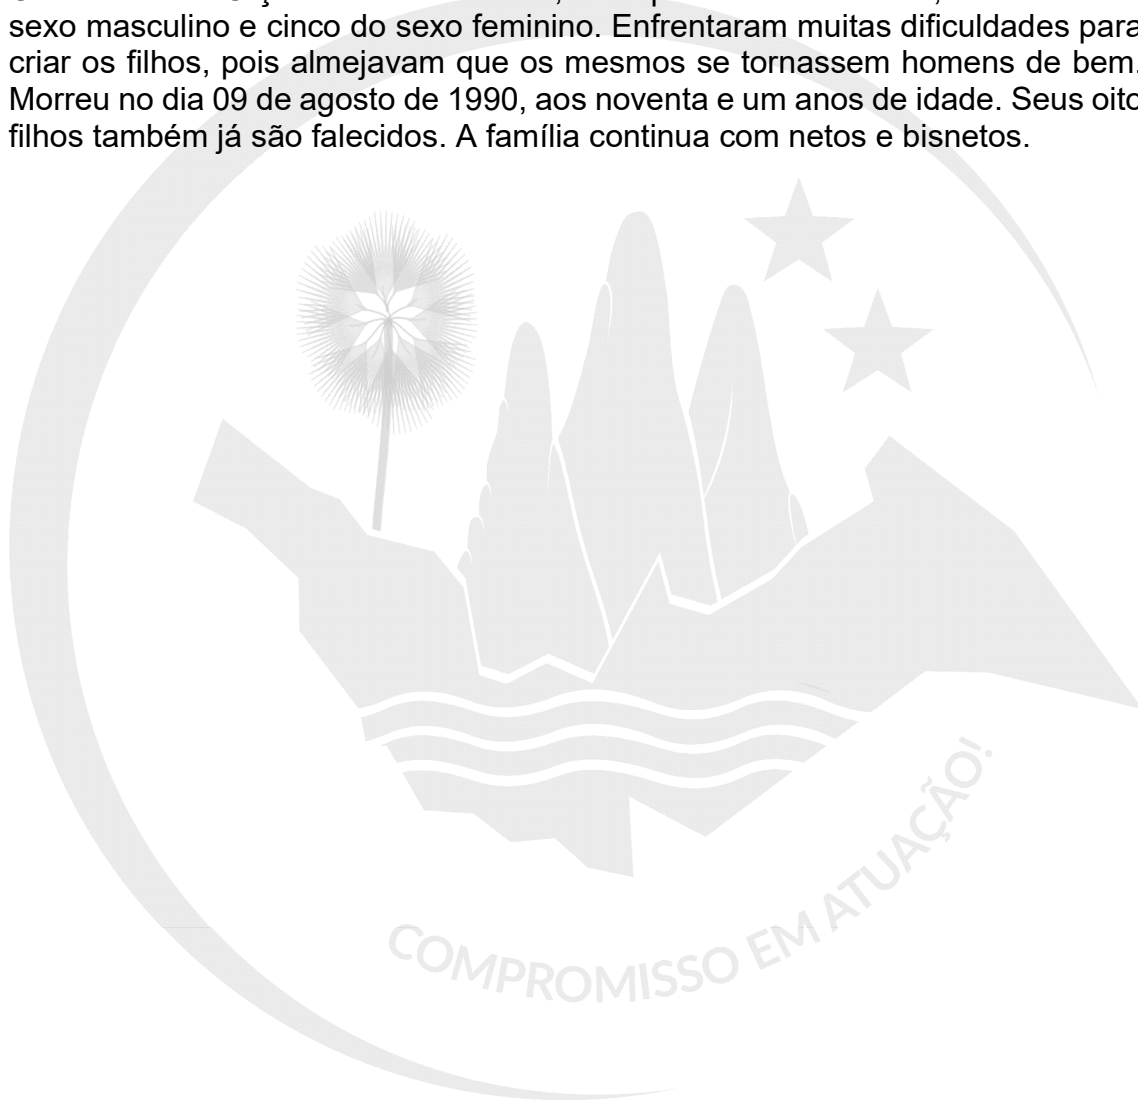 sexo masculino e cinco do sexo feminino. Enfrentaram muitas dificuldades para
criar os filhos, pois almejavam que os mesmos se tornassem homens de bem.
Morreu no dia 09 de agosto de 1990, aos noventa e um anos de idade. Seus oito
filhos também já são falecidos. A família continua com netos e bisnetos.
COMPROMISSO EM ATUAÇÃO!